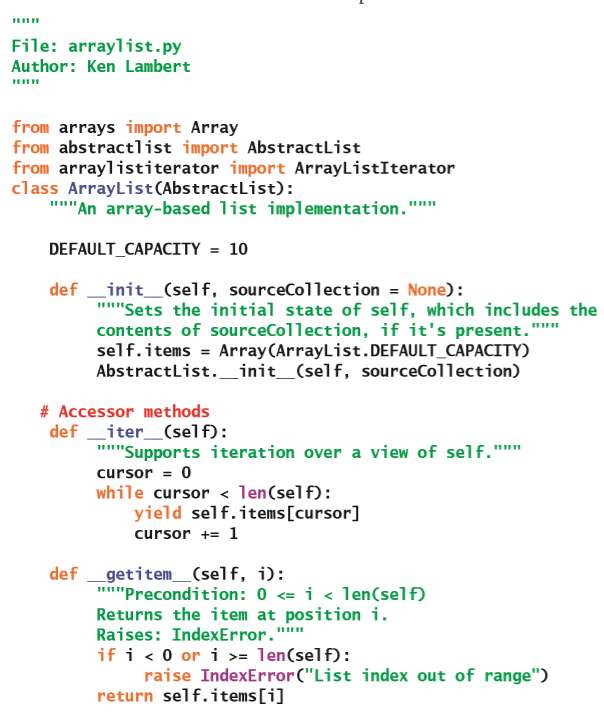 """
File: arraylist.py
Author: Ken Lambert
"""
from arrays import Array
from abstractlist import AbstractList
from arraylistiterator import ArrayListIterator
class ArrayList(AbstractList):
    """An array-based list implementation."""
    DEFAULT_CAPACITY = 10
    def __init__(self, sourceCollection = None):
        """Sets the initial state of self, which includes the
        contents of sourceCollection, if it's present."""
        self.items = Array(ArrayList.DEFAULT_CAPACITY)
        AbstractList.__init__(self, sourceCollection)
   # Accessor methods
    def __iter__(self):
        """Supports iteration over a view of self."""
        cursor = 0
        while cursor < len(self):
            yield self.items[cursor]
            cursor += 1
    def __getitem__(self, i):
        """Precondition: 0 <= i < len(self)
        Returns the item at position i.
        Raises: IndexError."""
        if i < 0 or i >= len(self):
            raise IndexError("List index out of range")
        return self.items[i]